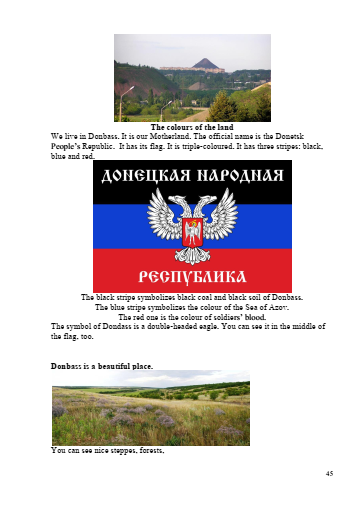 The colours of the land
We live in Donbass. It is our Motherland. The official name is the Donetsk
People's Republic.  It has its flag. It is triple-coloured. It has three stripes: black,
blue and red.
ДОНЕЦКАЯ НАРОДНАЯ
РЕСПУБЛИКА
The black stripe symbolizes black coal and black soil of Donbass.
The blue stripe symbolizes the colour of the Sea of Azov.
The red one is the colour of soldiers' blood.
The symbol of Dondass is a double-headed eagle. You can see it in the middle of
the flag, too.
Donbass is a beautiful place.
You can see nice steppes, forests,
45